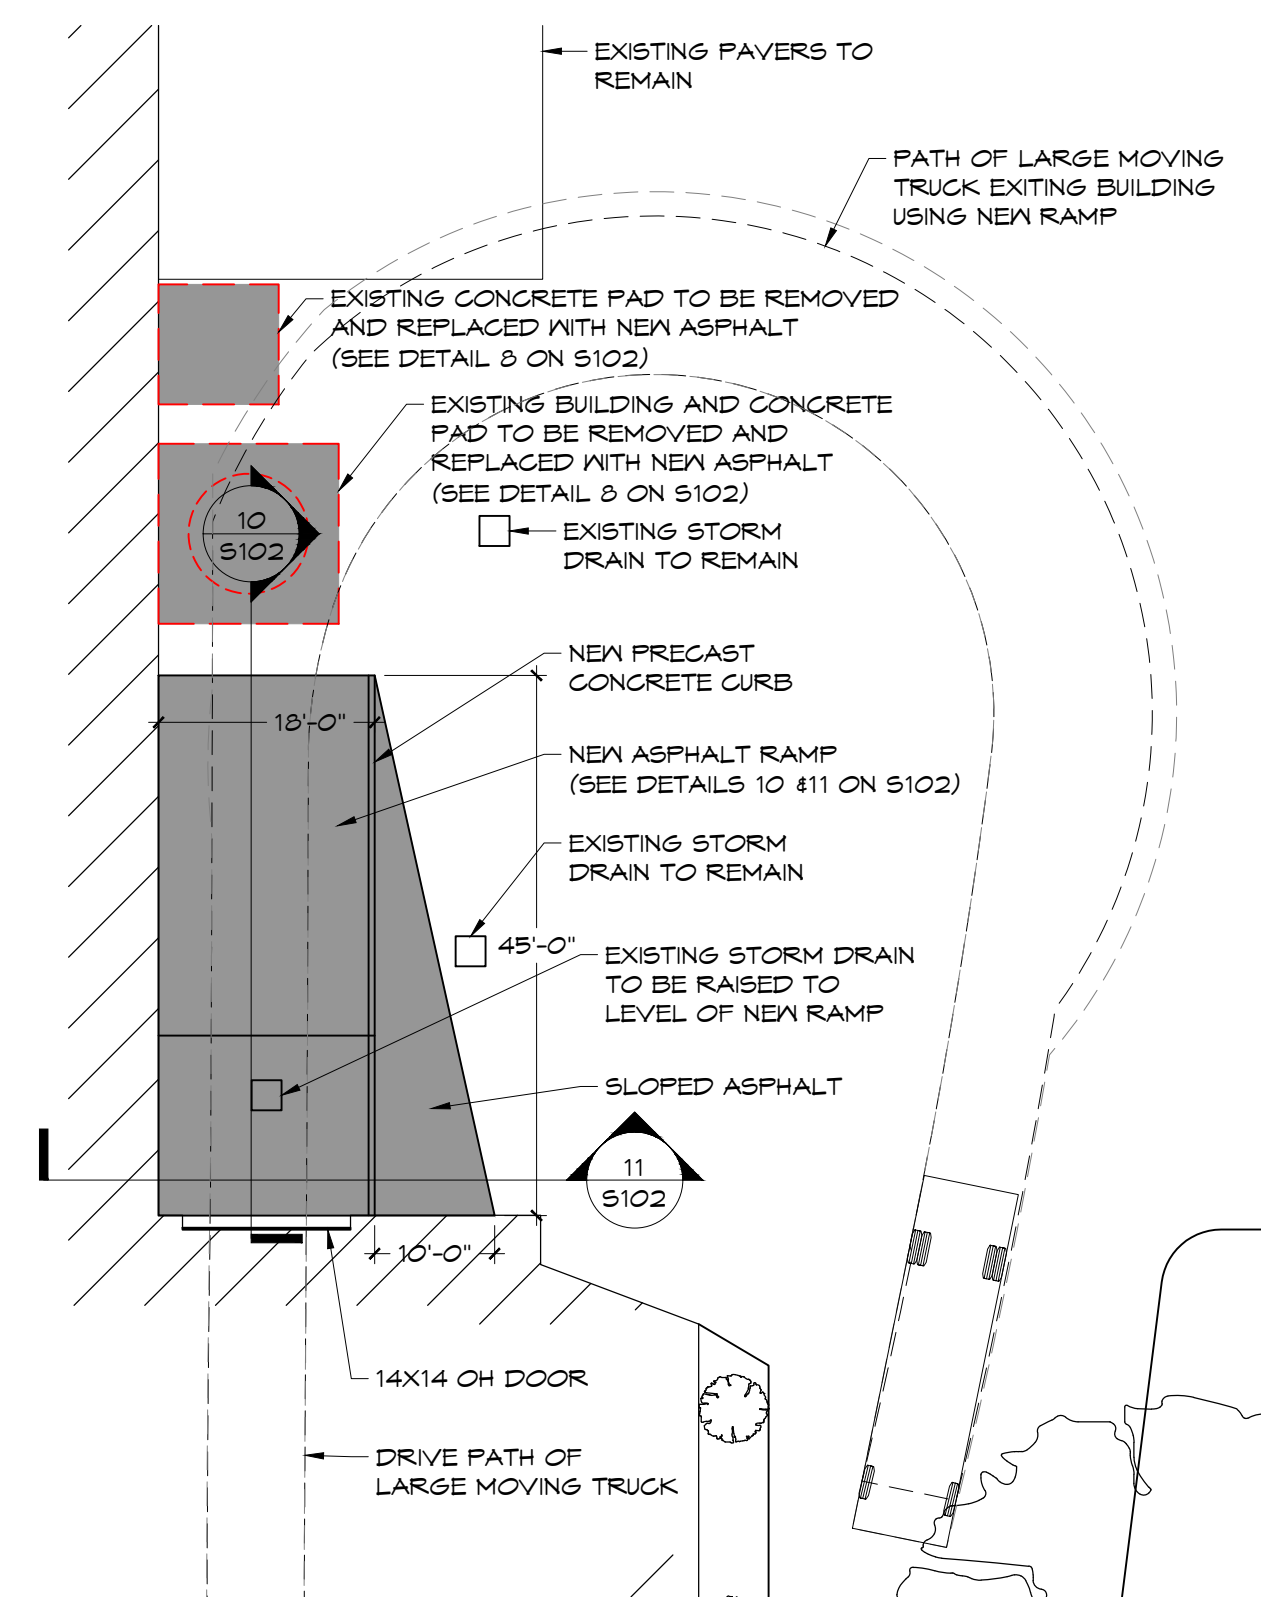 EXISTING PAVERS TO
REMAIN
PATH OF LARGE MOVING
TRUCK EXITING BUILDING
USING NEW RAMP
EXISTING CONCRETE PAD TO BE REMOVED
AND REPLACED WITH NEW ASPHALT
(SEE DETAIL 8 ON S102)
EXISTING BUILDING AND CONCRETE
PAD TO BE REMOVED AND
REPLACED WITH NEW ASPHALT
(SEE DETAIL 8 ON S102)
10
S102
EXISTING STORM
DRAIN TO REMAIN
NEW PRECAST
CONCRETE CURB
18'-0"
NEW ASPHALT RAMP
(SEE DETAILS 10 &11 ON S102)
EXISTING STORM
DRAIN TO REMAIN
45'-0"
EXISTING STORM DRAIN
TO BE RAISED TO
LEVEL OF NEW RAMP
SLOPED ASPHALT
11
S102
10'-0"
14X14 OH DOOR
DRIVE PATH OF
LARGE MOVING TRUCK